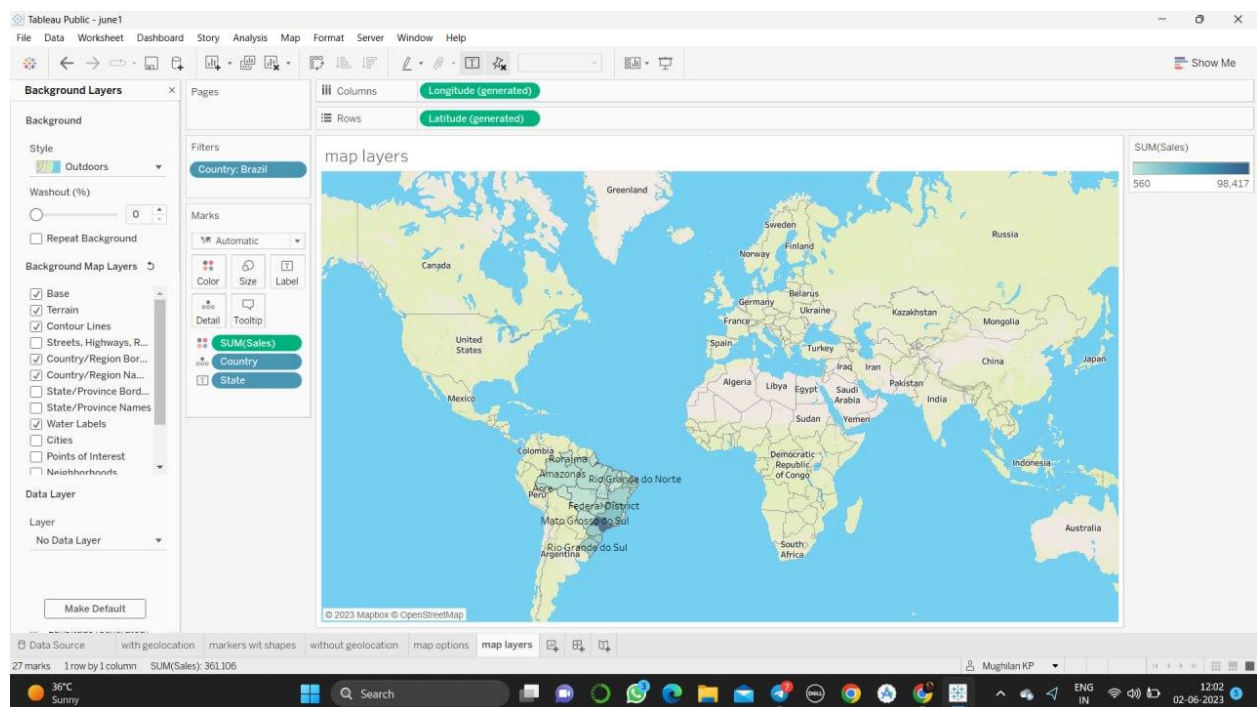 Tableau Public - june1
File Data Worksheet Dashboard Story Analysis Map Format Server Window Help
Show Me
Background Layers
Background
Style
Outdoors
Washout (%)
0
Repeat Background
Background Map Layers
Base
Terrain
Contour Lines
Streets, Highways, R...
Country/Region Bor...
Country/Region Na...
State/Province Bord...
State/Province Names
Water Labels
Cities
Points of Interest
Neighborhoods
Data Layer
Layer
No Data Layer
Make Default
Pages
Filters
Country: Brazil
Marks
Automatic
Color Size Label
Detail Tooltip
SUM(Sales)
Country
State
Columns Longitude (generated)
Rows Latitude (generated)
map layers
Greenland
Sweden
Russia
Finland
Norway
Canada
Germany
Belarus
Ukraine
Kazakhstan
France
Mongolia
United States
Spain
Turkey
China
Japan
Iraq
Iran
Algeria
Libya
Egypt
Saudi Arabia
Pakistan
India
Mexico
Sudan
Yemen
Colombia
Roraima
Democratic Republic of Congo
Indonesia
Amazonas
Rio Grande do Norte
Acre
Peru
Federal District
Mato Grosso do Sul
Australia
Rio Grande do Sul
Argentina
South Africa
© 2023 Mapbox © OpenStreetMap
SUM(Sales)
560 98,417
Data Source with geolocation markers wit shapes without geolocation map options map layers
27 marks 1 row by 1 column SUM(Sales): 361,106
Mughilan KP
36°C
Sunny
Search
DELL
ENG
IN
12:02
02-06-2023